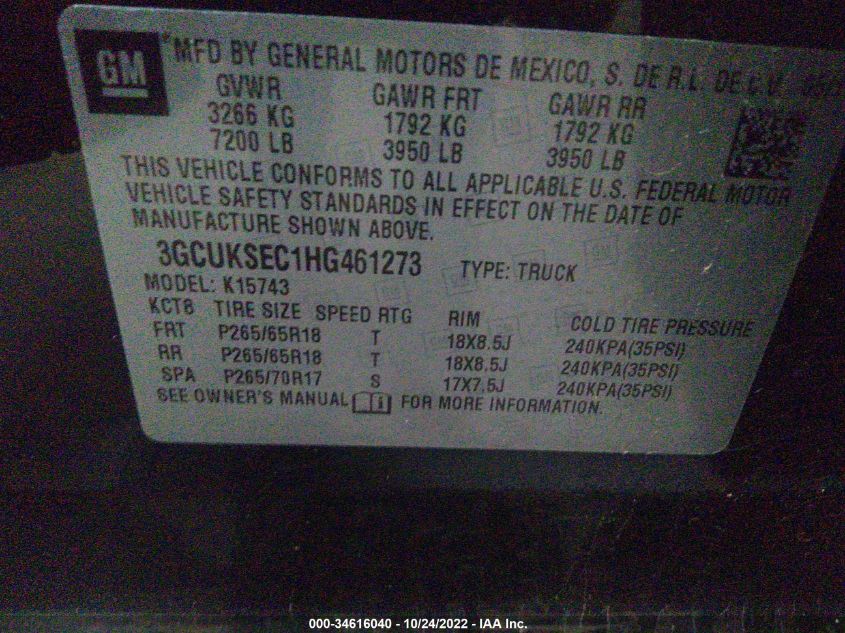 GM
MFD BY GENERAL MOTORS DE MEXICO, S. DE R.L. DE C.V.
GVWR GAWR FRT GAWR RR
3266 KG 1792 KG 1792 KG
7200 LB 3950 LB 3950 LB
THIS VEHICLE CONFORMS TO ALL APPLICABLE U.S. FEDERAL MOTOR
VEHICLE SAFETY STANDARDS IN EFFECT ON THE DATE OF
MANUFACTURE SHOWN ABOVE.
3GCUKSEC1HG461273 TYPE: TRUCK
MODEL: K15743
KCT8 TIRE SIZE SPEED RTG RIM COLD TIRE PRESSURE
FRT P265/65R18 T 18X8.5J 240KPA(35PSI)
RR P265/65R18 T 18X8.5J 240KPA(35PSI)
SPA P265/70R17 S 17X7.5J 240KPA(35PSI)
SEE OWNER'S MANUAL FOR MORE INFORMATION.
000-34616040 - 10/24/2022 - IAA Inc.